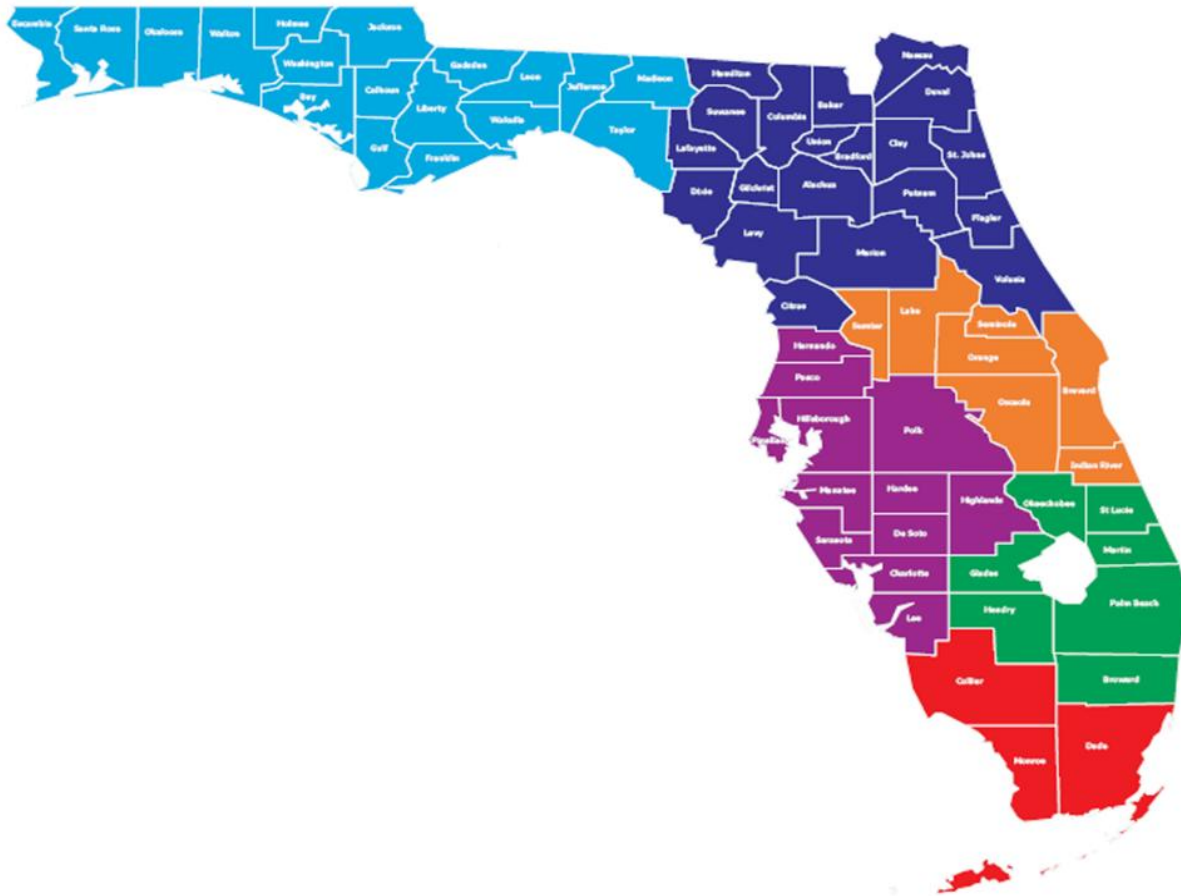 Escambia
Santa Rosa
Okaloosa
Walton
Holmes
Jackson
Washington
Bay
Calhoun
Gulf
Gadsden
Liberty
Franklin
Leon
Wakulla
Jefferson
Madison
Taylor
Hamilton
Suwanee
Lafayette
Columbia
Baker
Union
Bradford
Nassau
Duval
Clay
St. Johns
Dixie
Gilchrist
Alachua
Putnam
Flagler
Levy
Marion
Volusia
Citrus
Sumter
Lake
Seminole
Orange
Brevard
Osceola
Indian River
Hernando
Pasco
Pinellas
Hillsborough
Polk
Manatee
Hardee
Highlands
Sarasota
De Soto
Charlotte
Lee
Okeechobee
St Lucie
Martin
Glades
Hendry
Palm Beach
Broward
Collier
Monroe
Dade